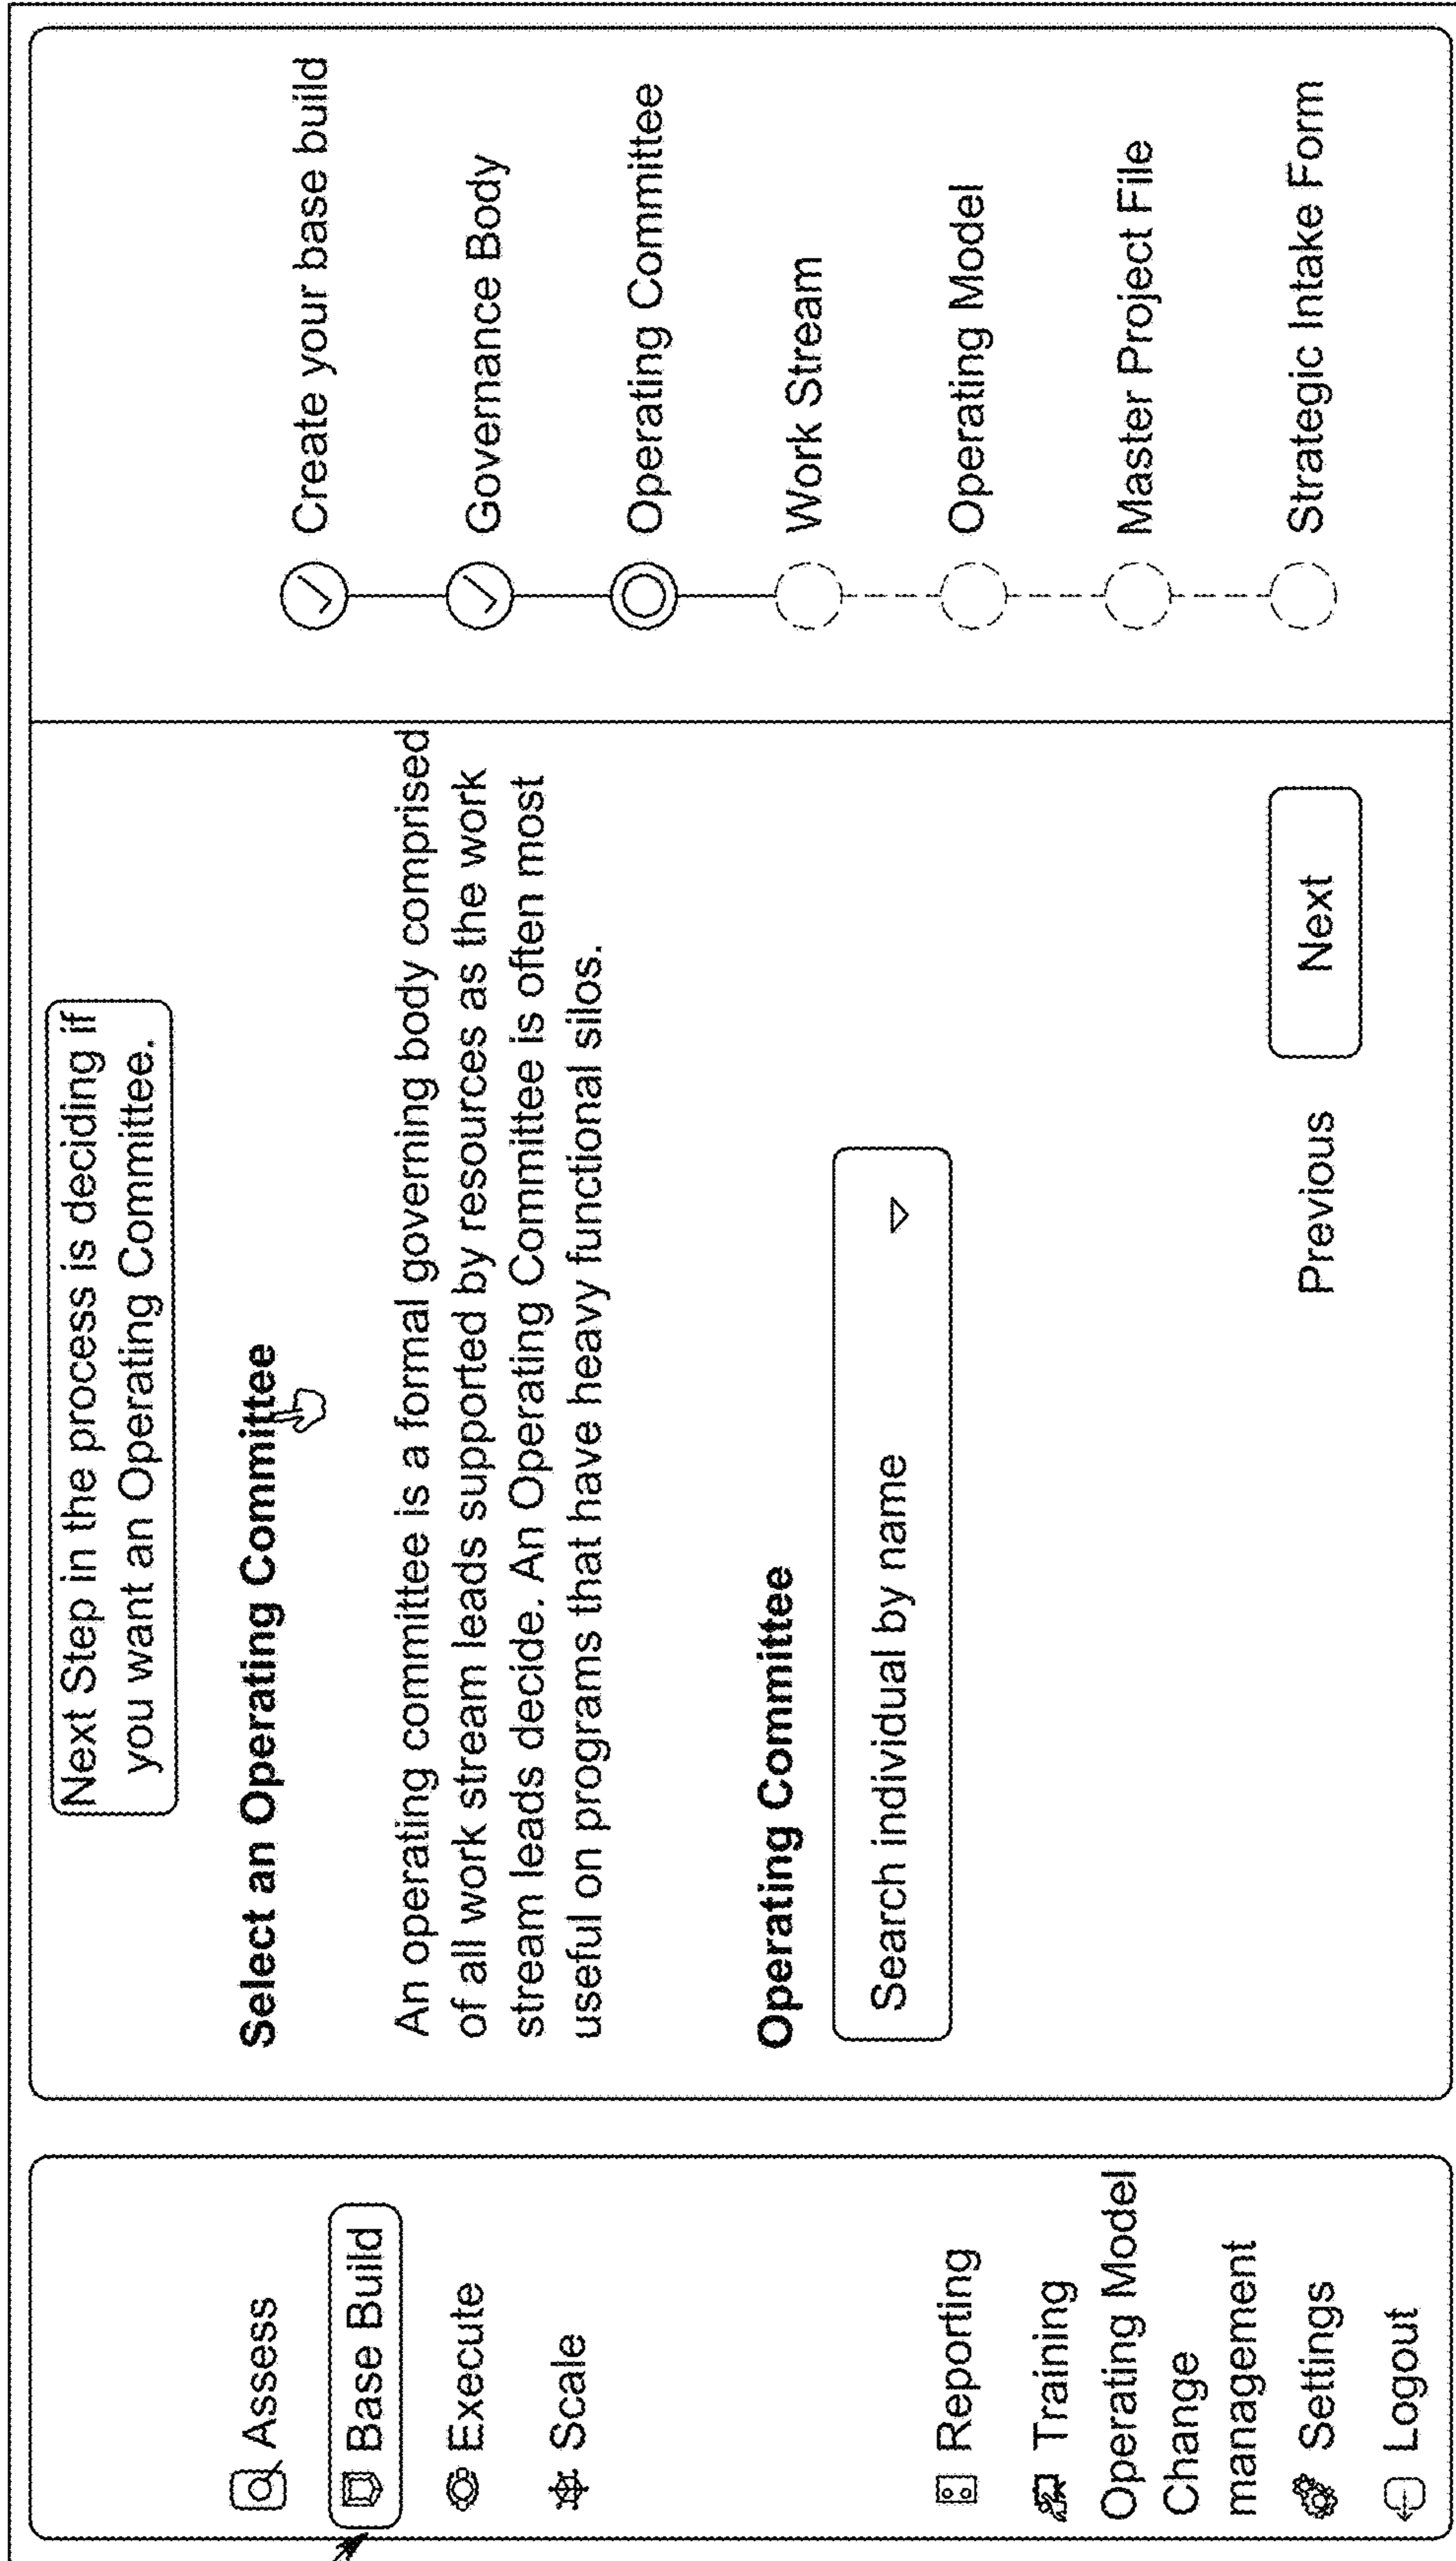 Assess
Base Build
Execute
Scale
Reporting
Training
Operating Model
Change
management
Settings
Logout
Next Step in the process is deciding if
you want an Operating Committee.
Select an Operating Committee
An operating committee is a formal governing body comprised
of all work stream leads supported by resources as the work
stream leads decide. An Operating Committee is often most
useful on programs that have heavy functional silos.
Operating Committee
Search individual by name
Previous
Next
Create your base build
Governance Body
Operating Committee
Work Stream
Operating Model
Master Project File
Strategic Intake Form